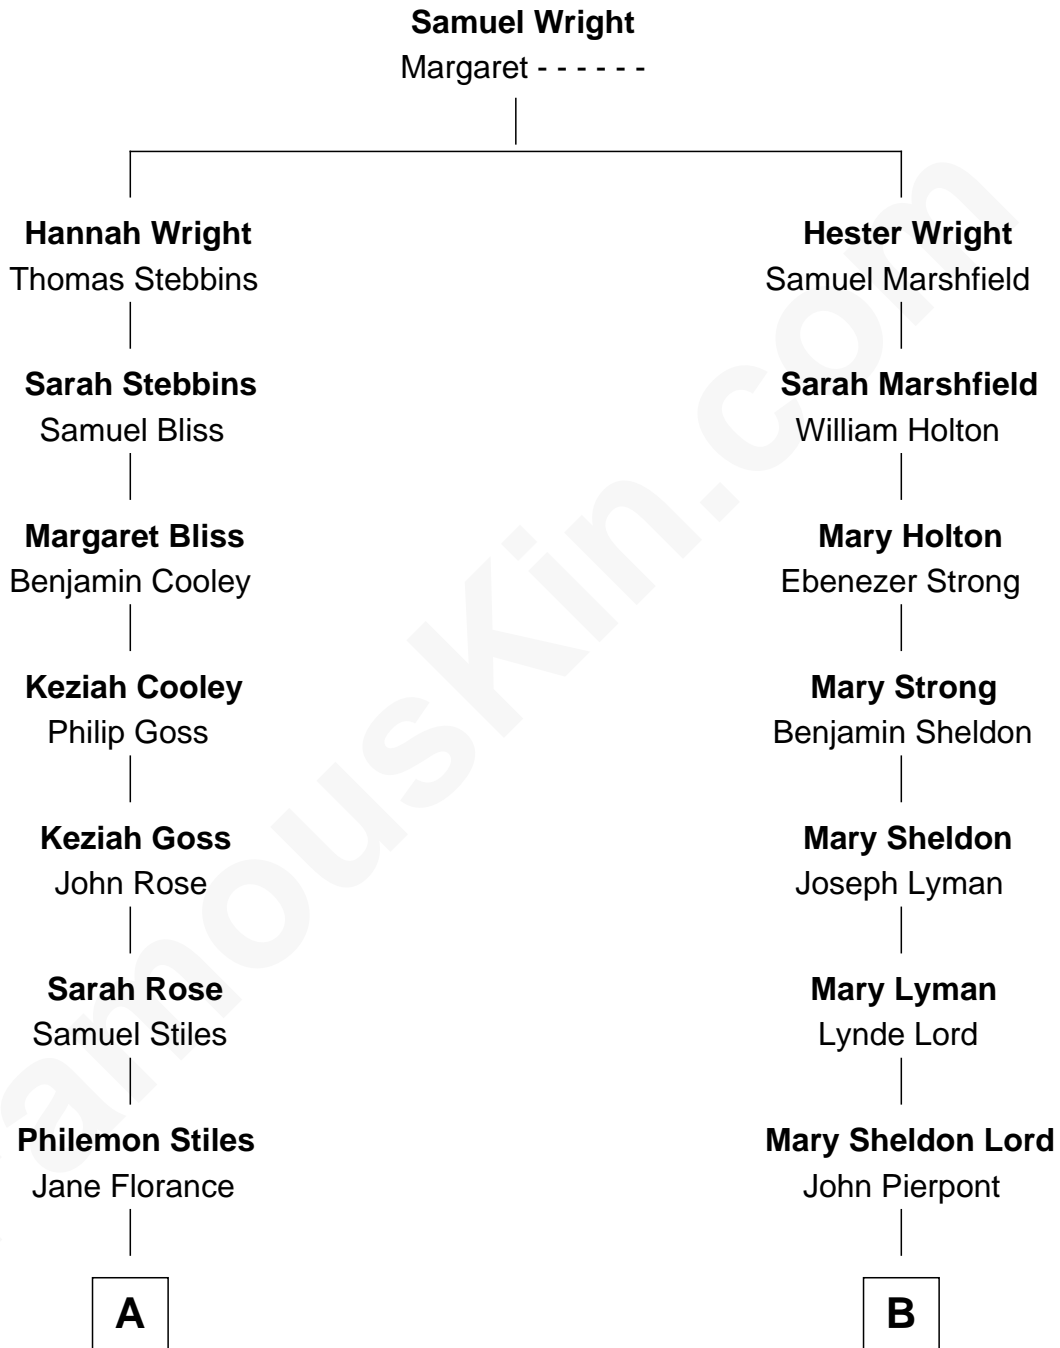 Samuel Wright
Margaret - - - - - -
Hannah Wright
Thomas Stebbins
Hester Wright
Samuel Marshfield
Sarah Stebbins
Samuel Bliss
Sarah Marshfield
William Holton
Margaret Bliss
Benjamin Cooley
Mary Holton
Ebenezer Strong
Keziah Cooley
Philip Goss
Mary Strong
Benjamin Sheldon
Keziah Goss
John Rose
Mary Sheldon
Joseph Lyman
Sarah Rose
Samuel Stiles
Mary Lyman
Lynde Lord
Philemon Stiles
Jane Florance
Mary Sheldon Lord
John Pierpont
A
B
amousKin.com